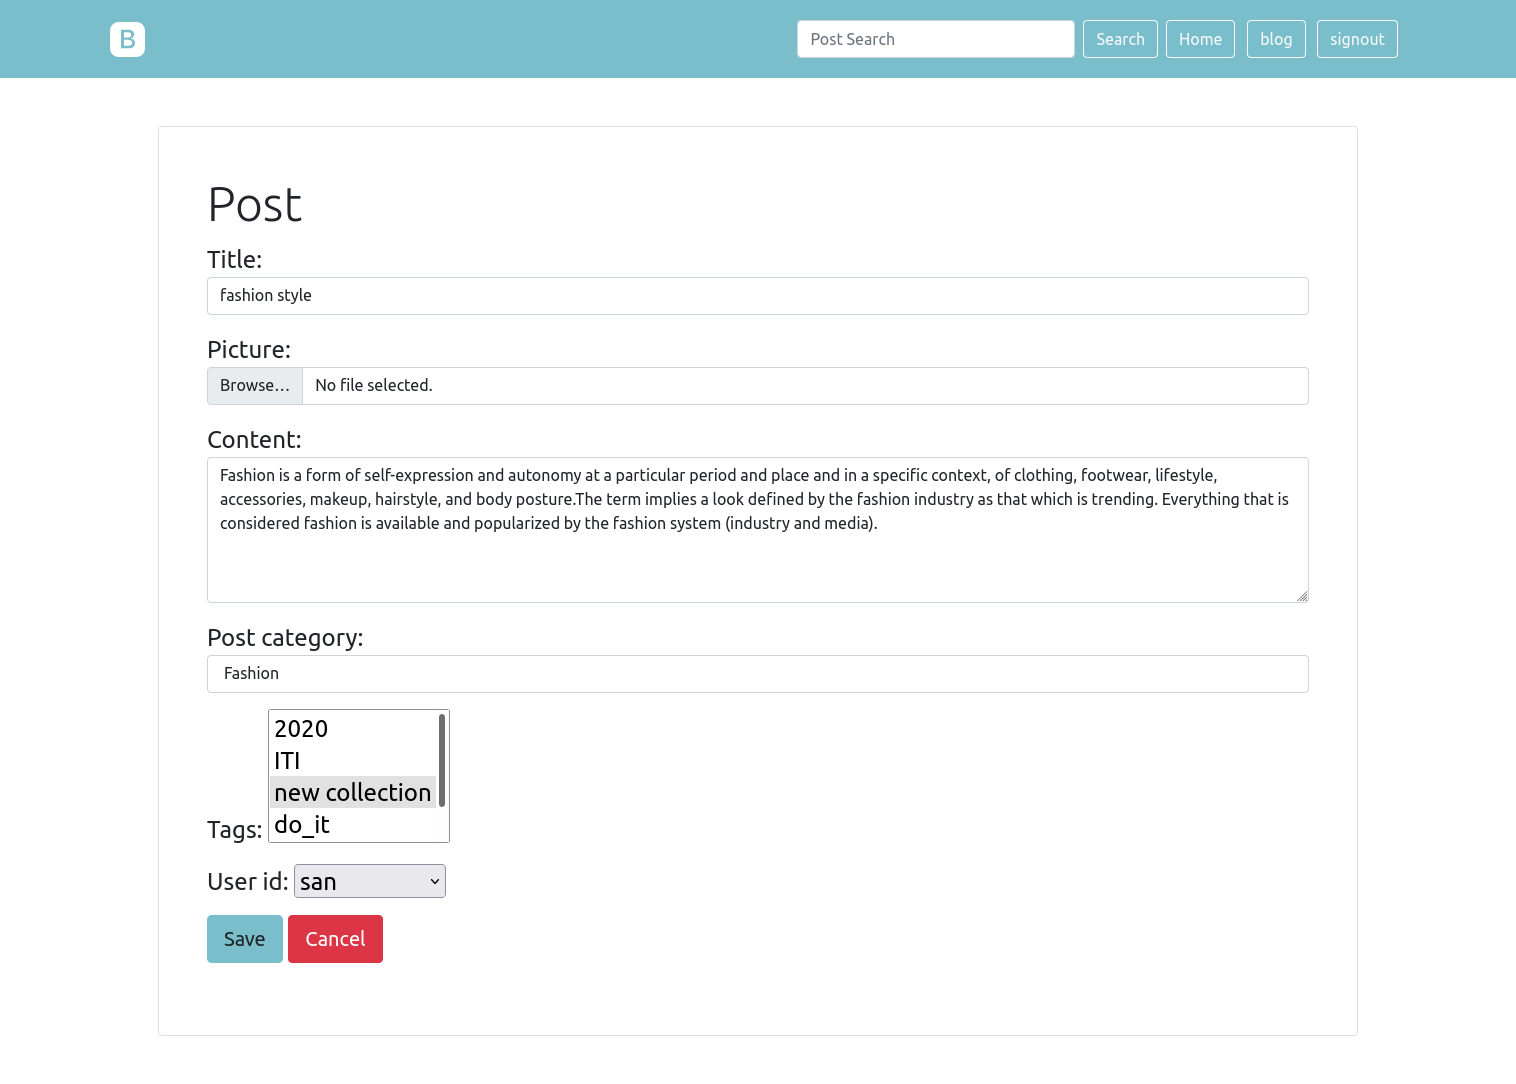 B
Post Search
Search
Home
blog
signout
Post
Title:
fashion style
Picture:
Browse… No file selected.
Content:
Fashion is a form of self-expression and autonomy at a particular period and place and in a specific context, of clothing, footwear, lifestyle,
accessories, makeup, hairstyle, and body posture.The term implies a look defined by the fashion industry as that which is trending. Everything that is
considered fashion is available and popularized by the fashion system (industry and media).
Post category:
Fashion
2020
ITI
new collection
do_it
Tags:
User id: san
Save Cancel